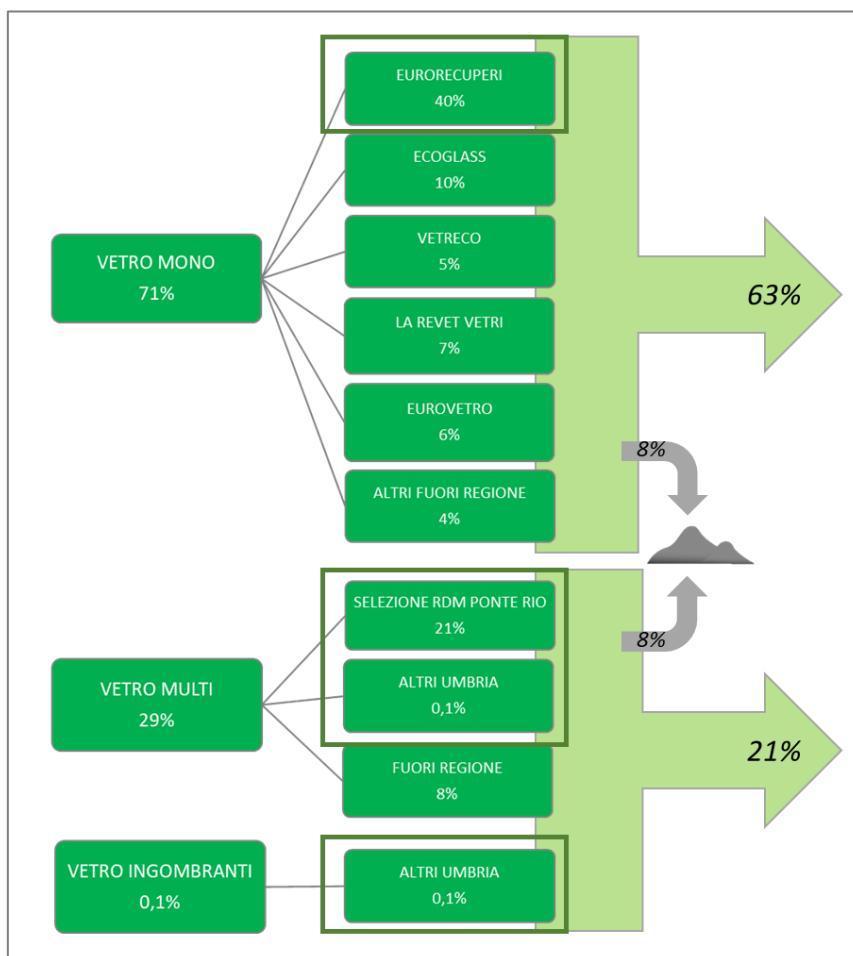 EURORECUPERI
40%
ECOGLASS
10%
VETRECO
5%
VETRO MONO
71%
LA REVET VETRI
7%
63%
EUROVETRO
6%
8%
ALTRI FUORI REGIONE
4%
SELEZIONE RDM PONTE RIO
21%
8%
VETRO MULTI
29%
ALTRI UMBRIA
0,1%
21%
FUORI REGIONE
8%
VETRO INGOMBRANTI
0,1%
ALTRI UMBRIA
0,1%